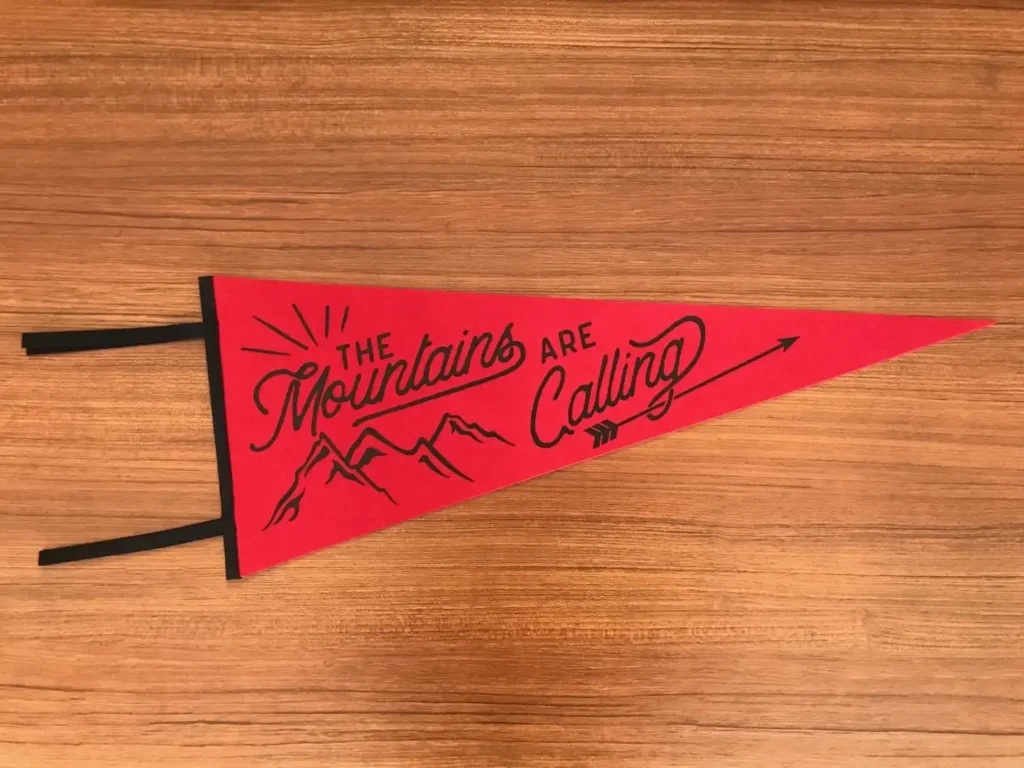 THE
Mountains
ARE
Calling